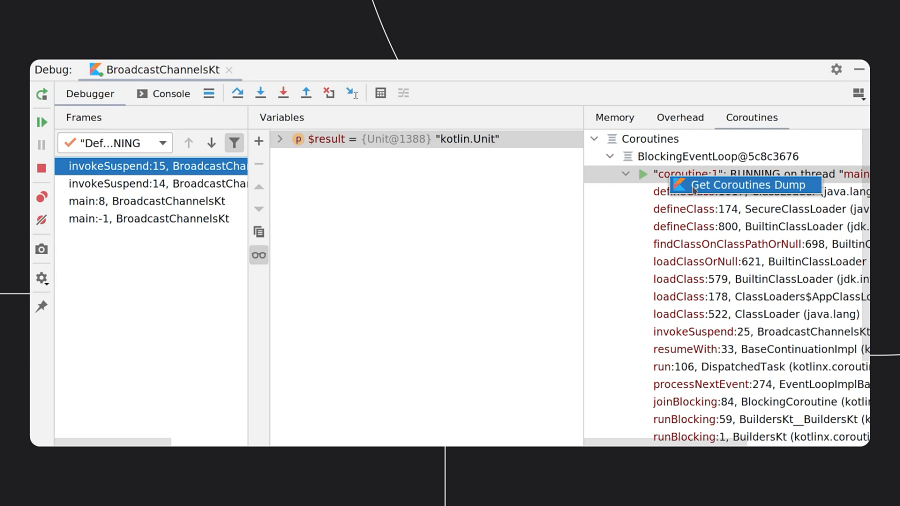 Debug: BroadcastChannelsKt
Debugger Console
Frames Variables Memory Overhead Coroutines
"Def...NING
invokeSuspend:15, BroadcastCha
invokeSuspend:14, BroadcastCha
main:8, BroadcastChannelsKt
main:-1, BroadcastChannelsKt
p $result = {Unit@1388} "kotlin.Unit"
Coroutines
BlockingEventLoop@5c8c3676
"coroutine:1": RUNNING on thread "main
Get Coroutines Dump
defineClass:174, SecureClassLoader (jav
defineClass:800, BuiltinClassLoader (jdk.
findClassOnClassPathOrNull:698, BuiltinC
loadClassOrNull:621, BuiltinClassLoader
loadClass:579, BuiltinClassLoader (jdk.in
loadClass:178, ClassLoaders$AppClassLo
loadClass:522, ClassLoader (java.lang)
invokeSuspend:25, BroadcastChannelsKt
resumeWith:33, BaseContinuationImpl (k
run:106, DispatchedTask (kotlinx.corouti
processNextEvent:274, EventLoopImplBa
joinBlocking:84, BlockingCoroutine (kotli
runBlocking:59, BuildersKt__BuildersKt (k
runBlocking:1, BuildersKt (kotlinx.corouti